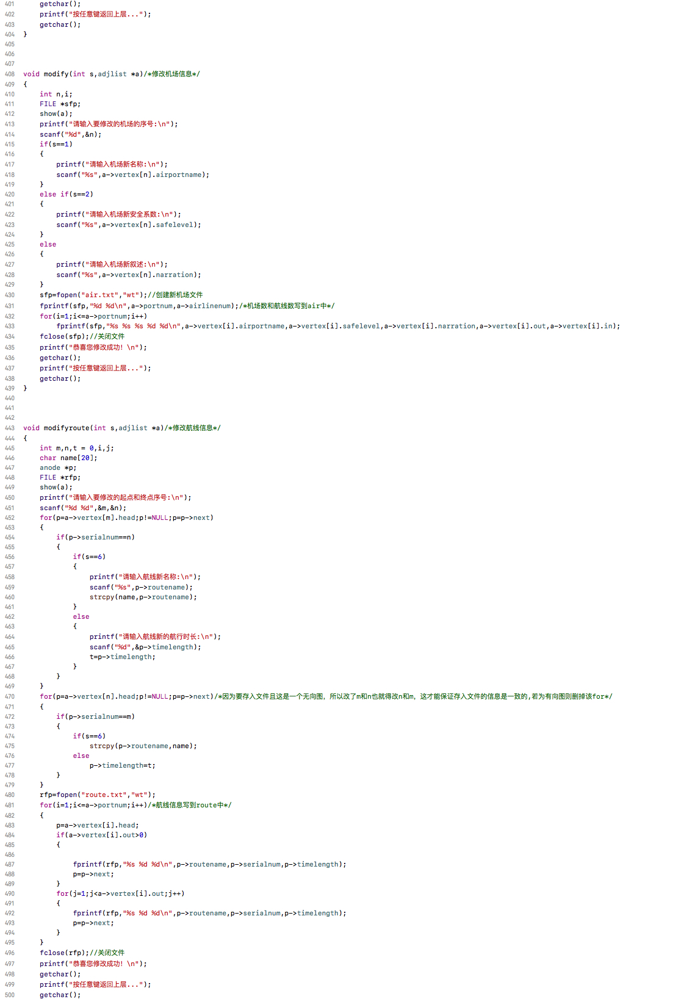 401 getchar();
402 printf("按任意键返回上层...");
403 getchar();
404 }
405
406
407
408 void modify(int s,adjlist *a)/*修改机场信息*/
409 {
410 int n,i;
411 FILE *sfp;
412 show(a);
413 printf("请输入要修改的机场的序号:\n");
414 scanf("%d",&n);
415 if(s==1)
416 {
417 printf("请输入机场新名称:\n");
418 scanf("%s",a->vertex[n].airportname);
419 }
420 else if(s==2)
421 {
422 printf("请输入机场新安全系数:\n");
423 scanf("%s",a->vertex[n].safelevel);
424 }
425 else
426 {
427 printf("请输入机场新叙述:\n");
428 scanf("%s",a->vertex[n].narration);
429 }
430 sfp=fopen("air.txt","wt");//创建新机场文件
431 fprintf(sfp,"%d %d\n",a->portnum,a->airlinenum);/*机场数和航线数写到air中*/
432 for(i=1;i<=a->portnum;i++)
433 fprintf(sfp,"%s %s %s %d %d\n",a->vertex[i].airportname,a->vertex[i].safelevel,a->vertex[i].narration,a->vertex[i].out,a->vertex[i].in);
434 fclose(sfp);//关闭文件
435 printf("恭喜您修改成功！\n");
436 getchar();
437 printf("按任意键返回上层...");
438 getchar();
439 }
440
441
442
443 void modifyroute(int s,adjlist *a)/*修改航线信息*/
444 {
445 int m,n,t = 0,i,j;
446 char name[20];
447 anode *p;
448 FILE *rfp;
449 show(a);
450 printf("请输入要修改的起点和终点序号:\n");
451 scanf("%d %d",&m,&n);
452 for(p=a->vertex[m].head;p!=NULL;p=p->next)
453 {
454 if(p->serialnum==n)
455 {
456 if(s==6)
457 {
458 printf("请输入航线新名称:\n");
459 scanf("%s",p->routename);
460 strcpy(name,p->routename);
461 }
462 else
463 {
464 printf("请输入航线新的航行时长:\n");
465 scanf("%d",&p->timelength);
466 t=p->timelength;
467 }
468 }
469 }
470 for(p=a->vertex[n].head;p!=NULL;p=p->next)/*因为要存入文件且这是一个无向图，所以改了m和n也就得改n和m，这才能保证存入文件的信息是一致的,若为有向图则删掉该for*/
471 {
472 if(p->serialnum==m)
473 {
474 if(s==6)
475 strcpy(p->routename,name);
476 else
477 p->timelength=t;
478 }
479 }
480 rfp=fopen("route.txt","wt");
481 for(i=1;i<=a->portnum;i++)/*航线信息写到route中*/
482 {
483 p=a->vertex[i].head;
484 if(a->vertex[i].out>0)
485 {
486
487 fprintf(rfp,"%s %d %d\n",p->routename,p->serialnum,p->timelength);
488 p=p->next;
489 }
490 for(j=1;j<a->vertex[i].out;j++)
491 {
492 fprintf(rfp,"%s %d %d\n",p->routename,p->serialnum,p->timelength);
493 p=p->next;
494 }
495 }
496 fclose(rfp);//关闭文件
497 printf("恭喜您修改成功！\n");
498 getchar();
499 printf("按任意键返回上层...");
500 getchar();